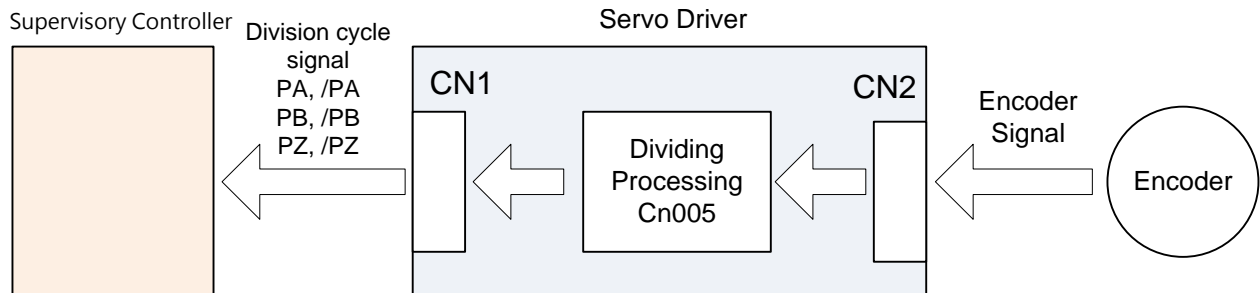 Supervisory Controller
Division cycle
signal
PA, /PA
PB, /PB
PZ, /PZ
Servo Driver
CN1
Dividing
Processing
Cn005
CN2
Encoder
Signal
Encoder